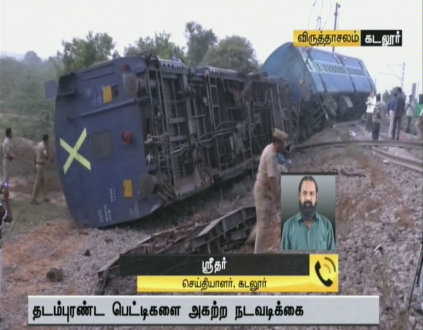 விருத்தாசலம் கடலூர்
ஸ்ரீதர்
செய்தியாளர், கடலூர்
தடம்புரண்ட பெட்டிகளை அகற்ற நடவடிக்கை